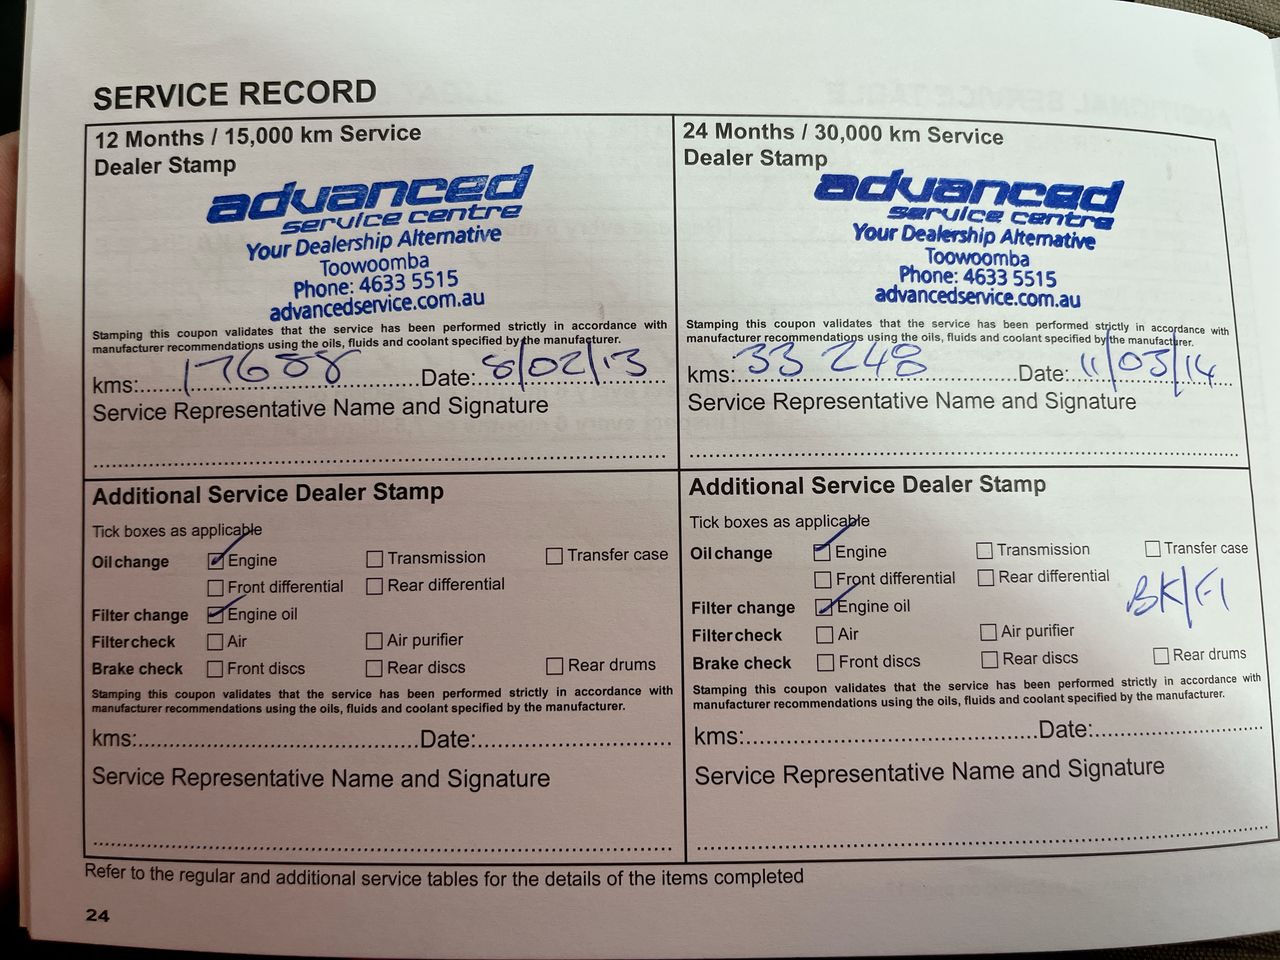 SERVICE RECORD
12 Months / 15,000 km Service
Dealer Stamp
advanced
service centre
Your Dealership Alternative
Toowoomba
Phone: 4633 5515
advancedservice.com.au
Stamping this coupon validates that the service has been performed strictly in accordance with
manufacturer recommendations using the oils, fluids and coolant specified by the manufacturer.
kms: 17688 Date: 8/02/13
Service Representative Name and Signature
24 Months / 30,000 km Service
Dealer Stamp
advanced
service centre
Your Dealership Alternative
Toowoomba
Phone: 4633 5515
advancedservice.com.au
Stamping this coupon validates that the service has been performed strictly in accordance with
manufacturer recommendations using the oils, fluids and coolant specified by the manufacturer.
kms: 33 248 Date: 11/03/14
Service Representative Name and Signature
Additional Service Dealer Stamp
Tick boxes as applicable
Oil change Engine Transmission Transfer case
Front differential Rear differential
Filter change Engine oil
Filter check Air Air purifier
Brake check Front discs Rear discs Rear drums
Stamping this coupon validates that the service has been performed strictly in accordance with
manufacturer recommendations using the oils, fluids and coolant specified by the manufacturer.
kms: Date:
Service Representative Name and Signature
Additional Service Dealer Stamp
Tick boxes as applicable
Oil change Engine Transmission Transfer case
Front differential Rear differential
BK/Fl
Filter change Engine oil
Filter check Air Air purifier
Brake check Front discs Rear discs Rear drums
Stamping this coupon validates that the service has been performed strictly in accordance with
manufacturer recommendations using the oils, fluids and coolant specified by the manufacturer.
kms: Date:
Service Representative Name and Signature
Refer to the regular and additional service tables for the details of the items completed
24